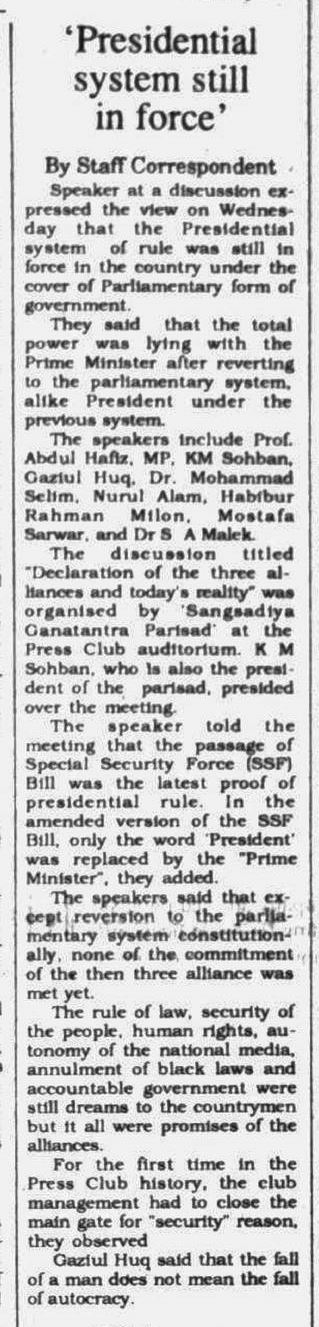 ‘Presidential
system still
in force’
By Staff Correspondent
Speaker at a discussion ex-
pressed the view on Wednes-
day that the Presidential
system of rule was still in
force in the country under the
cover of Parliamentary form of
government.
They said that the total
power was lying with the
Prime Minister after reverting
to the parliamentary system,
alike President under the
previous system.
The speakers include Prof.
Abdul Hafiz, MP, KM Sohban,
Gaziul Huq, Dr. Mohammad
Selim, Nurul Alam, Habibur
Rahman Milon, Mostafa
Sarwar, and Dr S A Malek.
The discussion titled
"Declaration of the three al-
liances and today's reality" was
organised by 'Sangsadiya
Ganatantra Parisad' at the
Press Club auditorium. K M
Sohban, who is also the presi-
dent of the parisad, presided
over the meeting.
The speaker told the
meeting that the passage of
Special Security Force (SSF)
Bill was the latest proof of
presidential rule. In the
amended version of the SSF
Bill, only the word 'President'
was replaced by the "Prime
Minister", they added.
The speakers said that ex-
cept reversion to the parlia-
mentary system constitution-
ally, none of the commitment
of the then three alliance was
met yet.
The rule of law, security of
the people, human rights, au-
tonomy of the national media,
annulment of black laws and
accountable government were
still dreams to the countrymen
but it all were promises of the
alliances.
For the first time in the
Press Club history, the club
management had to close the
main gate for "security" reason,
they observed
Gaziul Huq said that the fall
of a man does not mean the fall
of autocracy.